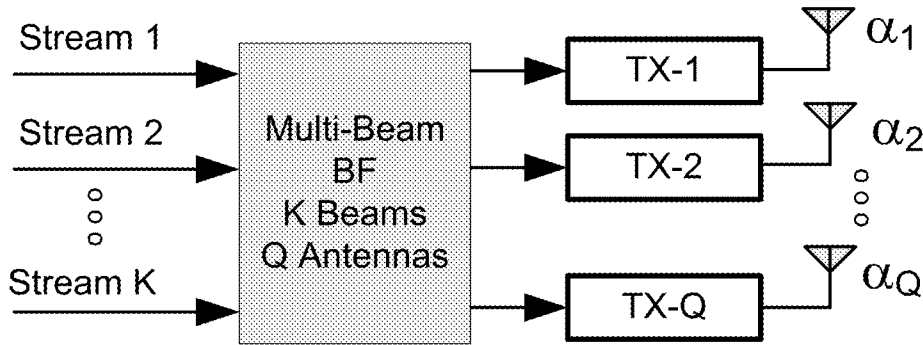 Stream 1
Stream 2
Stream K
Multi-Beam
BF
K Beams
Q Antennas
TX-1
TX-2
TX-Q
α1
α2
αQ